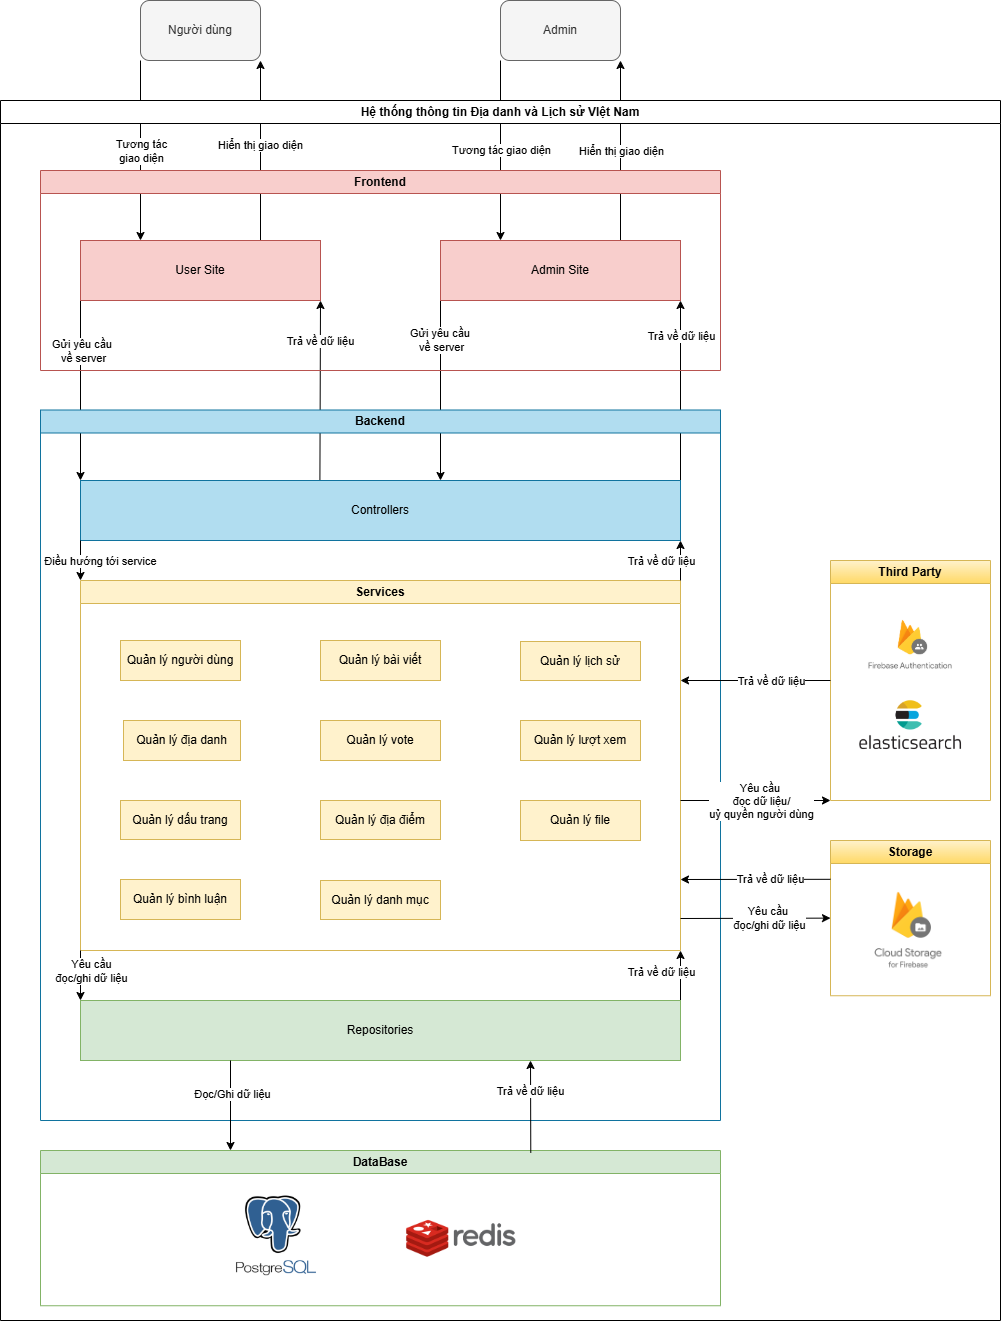 Người dùng
Admin
Hệ thống thông tin Địa danh và Lịch sử Việt Nam
Tương tác
giao diện
Hiển thị giao diện
Tương tác giao diện
Hiển thị giao diện
Frontend
User Site
Admin Site
Gửi yêu cầu
về server
Trả về dữ liệu
Gửi yêu cầu
về server
Trả về dữ liệu
Backend
Controllers
Điều hướng tới service
Trả về dữ liệu
Services
Quản lý người dùng
Quản lý bài viết
Quản lý lịch sử
Quản lý địa danh
Quản lý vote
Quản lý lượt xem
Quản lý dấu trang
Quản lý địa điểm
Quản lý file
Quản lý bình luận
Quản lý danh mục
Third Party
Firebase Authentication
elasticsearch
Trả về dữ liệu
Yêu cầu
đọc dữ liệu/
uỷ quyền người dùng
Storage
Cloud Storage
for Firebase
Trả về dữ liệu
Yêu cầu
đọc/ghi dữ liệu
Yêu cầu
đọc/ghi dữ liệu
Trả về dữ liệu
Repositories
Đọc/Ghi dữ liệu
Trả về dữ liệu
DataBase
PostgreSQL
redis